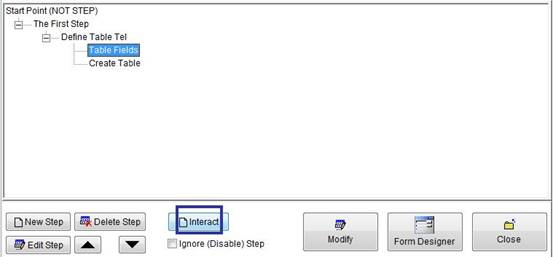 Start Point (NOT STEP)
The First Step
Define Table Tel
Table Fields
Create Table
New Step
Delete Step
Interact
Edit Step
Ignore (Disable) Step
Modify
Form Designer
Close